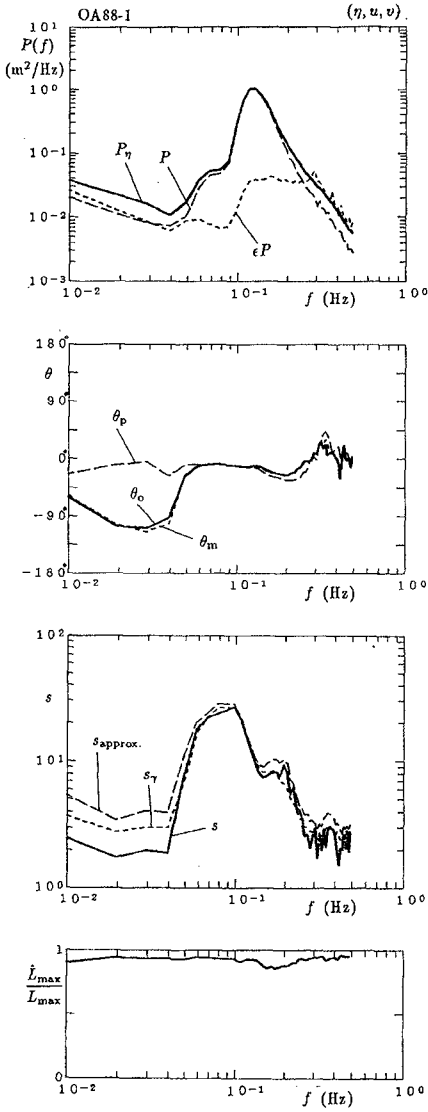 OA88-1
(η, u, v)
P(f)
(m²/Hz)
10¹
10⁰
10⁻¹
10⁻²
10⁻³
P_η
P
ϵP
10⁻²
10⁻¹
10⁰
f (Hz)
180°
θ
90°
0°
−90°
−180°
θ_p
θ_o
θ_m
10⁻²
10⁻¹
10⁰
f (Hz)
10²
s
10¹
10⁰
s_approx.
s_γ
s
10⁻²
10⁻¹
10⁰
f (Hz)
1
L̂_max
L_max
0
10⁻²
10⁻¹
10⁰
f (Hz)